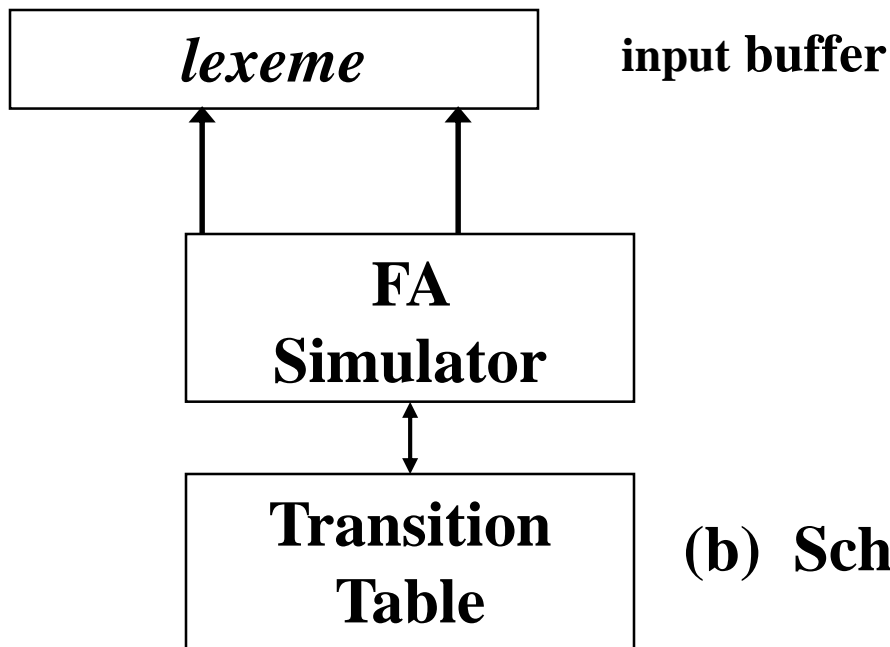 lexeme
input buffer
FA
Simulator
Transition
Table
(b) Sch